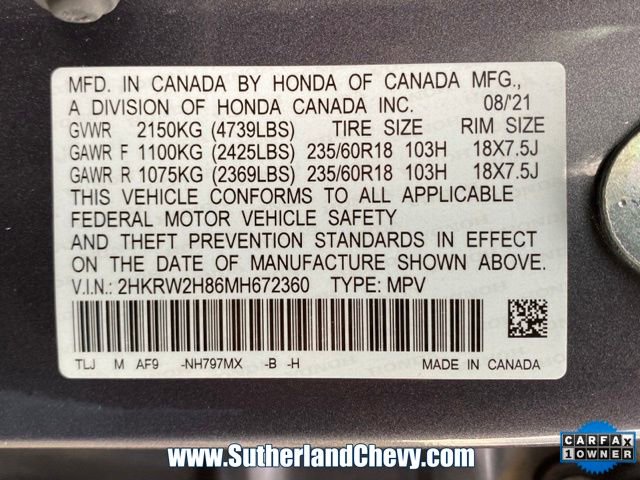 MFD. IN CANADA BY HONDA OF CANADA MFG.,
A DIVISION OF HONDA CANADA INC. 08/'21
GVWR 2150KG (4739LBS) TIRE SIZE RIM SIZE
GAWR F 1100KG (2425LBS) 235/60R18 103H 18X7.5J
GAWR R 1075KG (2369LBS) 235/60R18 103H 18X7.5J
THIS VEHICLE CONFORMS TO ALL APPLICABLE
FEDERAL MOTOR VEHICLE SAFETY
AND THEFT PREVENTION STANDARDS IN EFFECT
ON THE DATE OF MANUFACTURE SHOWN ABOVE.
V.I.N.: 2HKRW2H86MH672360 TYPE: MPV
TLJ M AF9 -NH797MX -B -H MADE IN CANADA
www.SutherlandChevy.com
CARFAX
1 OWNER